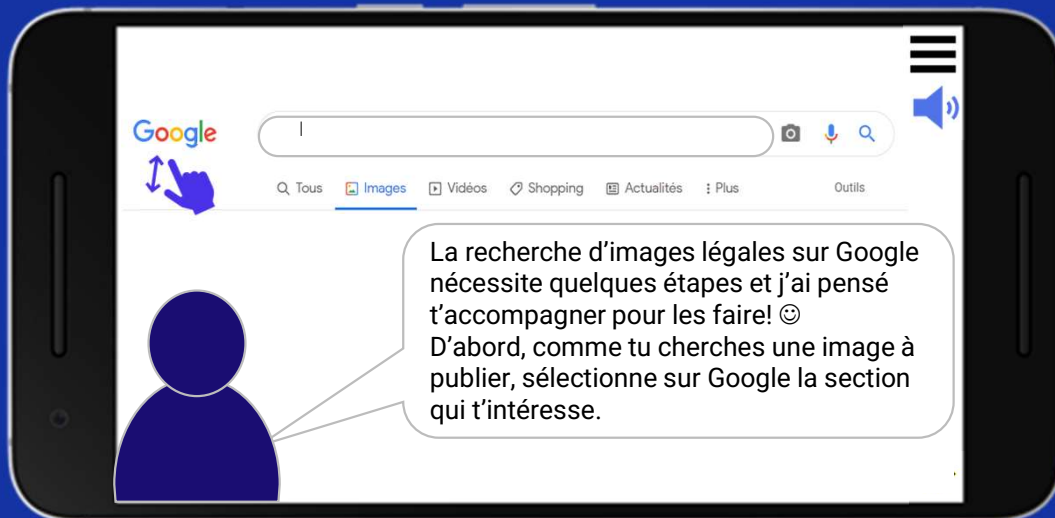 Google
Tous Images Vidéos Shopping Actualités Plus Outils
La recherche d'images légales sur Google
nécessite quelques étapes et j'ai pensé
t'accompagner pour les faire! ☺
D'abord, comme tu cherches une image à
publier, sélectionne sur Google la section
qui t'intéresse.